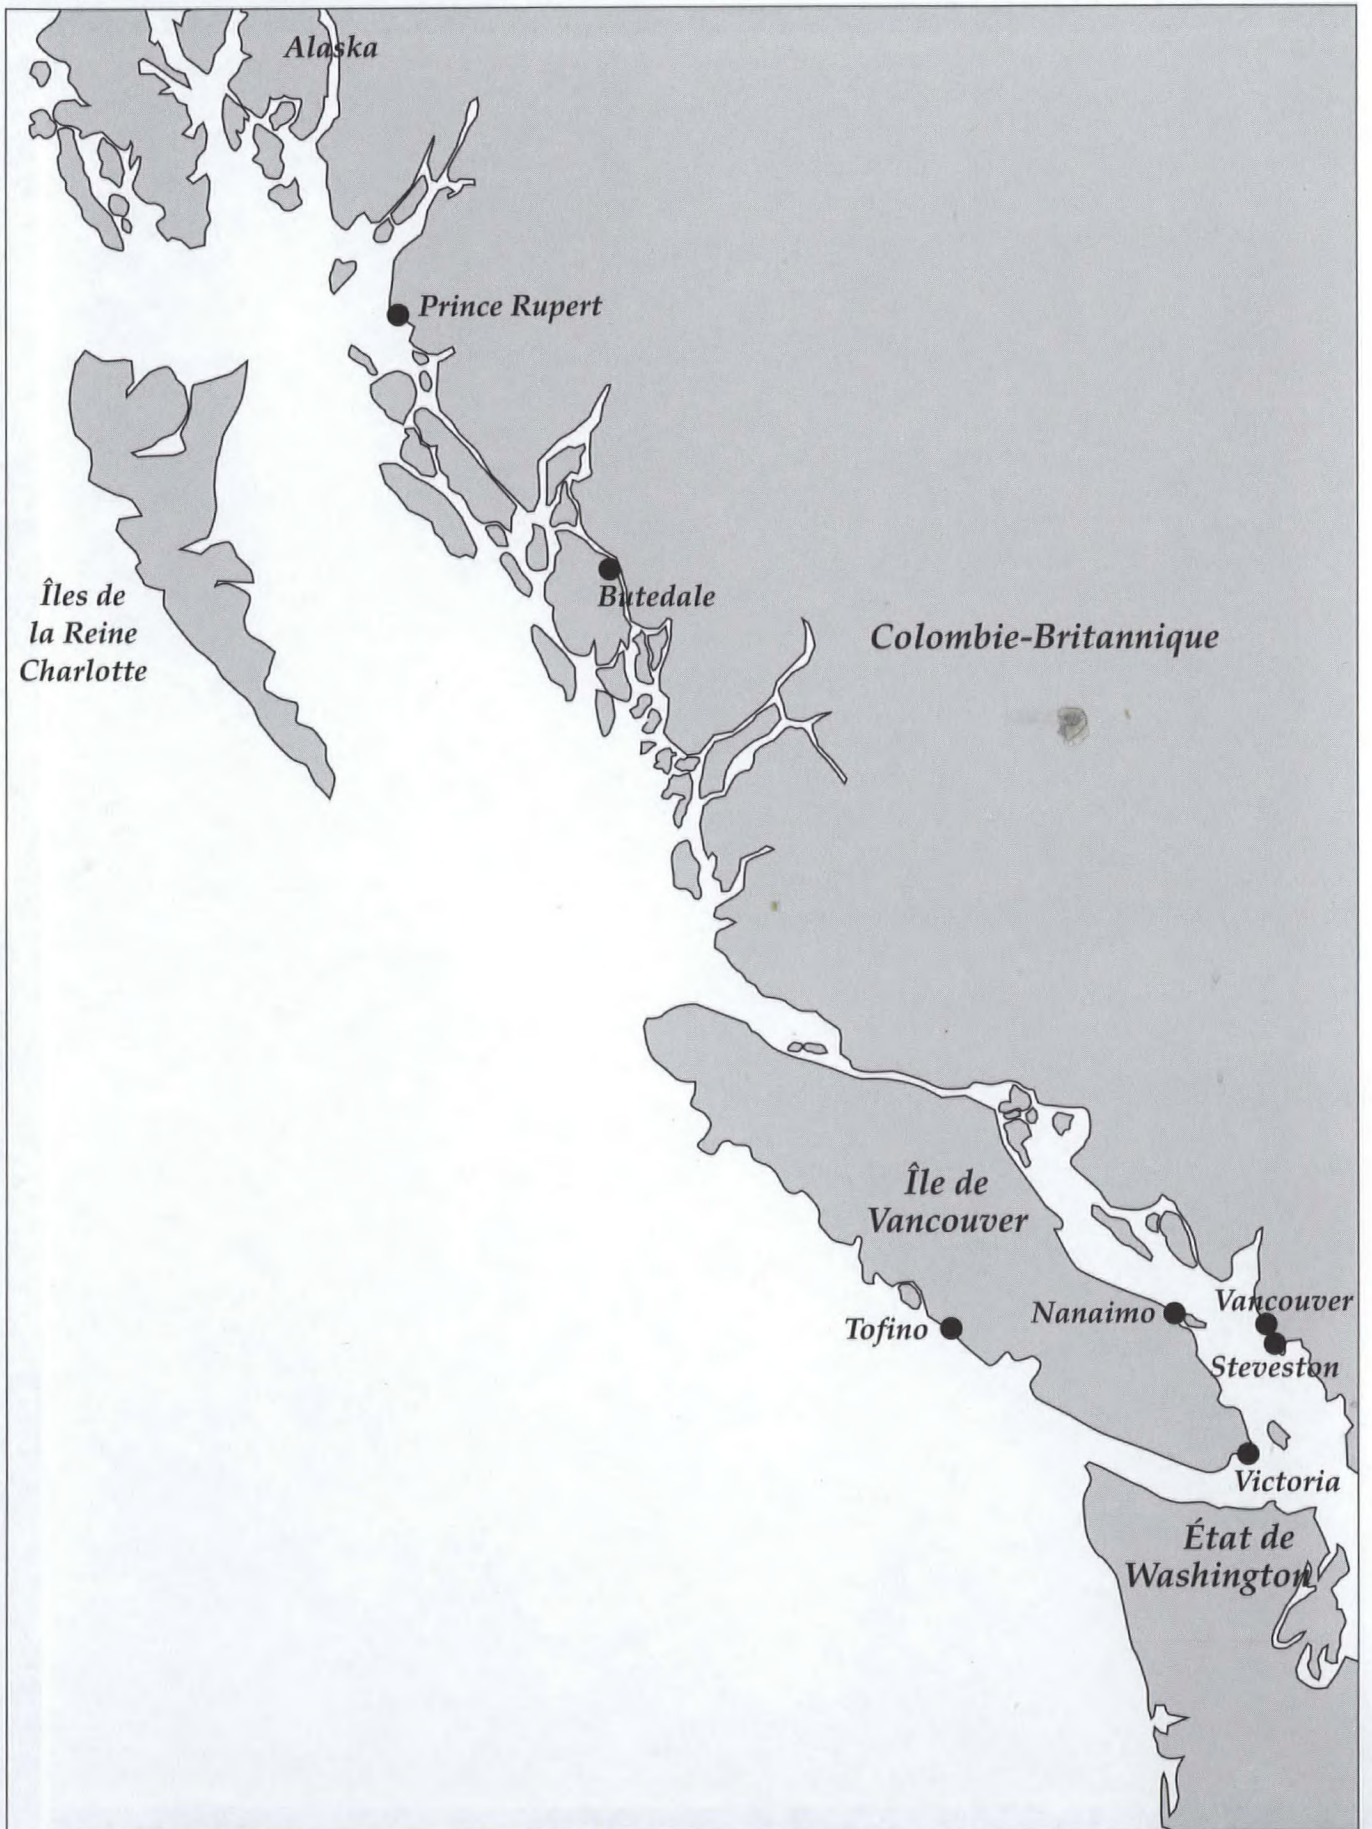 Alaska
Prince Rupert
Îles de
la Reine
Charlotte
Butedale
Colombie-Britannique
Île de
Vancouver
Tofino
Nanaimo
Vancouver
Steveston
Victoria
État de
Washington